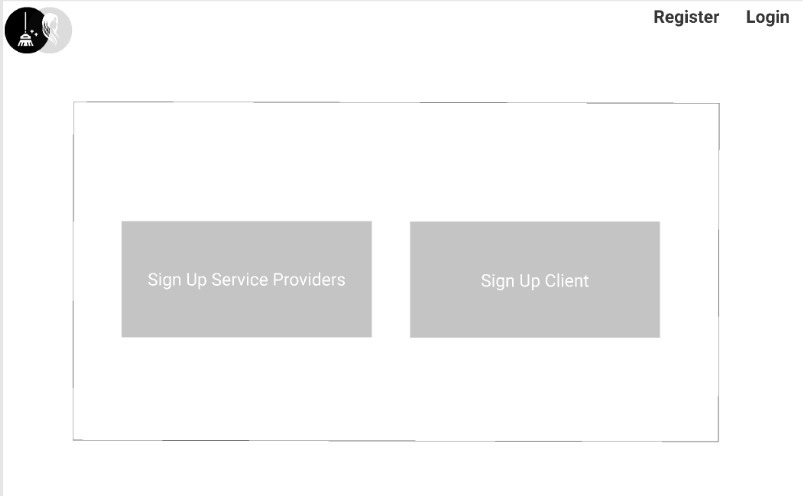 Register Login
Sign Up Service Providers
Sign Up Client